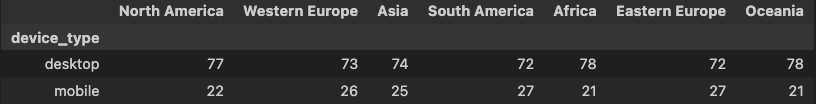 North America Western Europe Asia South America Africa Eastern Europe Oceania
device_type
desktop 77 73 74 72 78 72 78
mobile 22 26 25 27 21 27 21